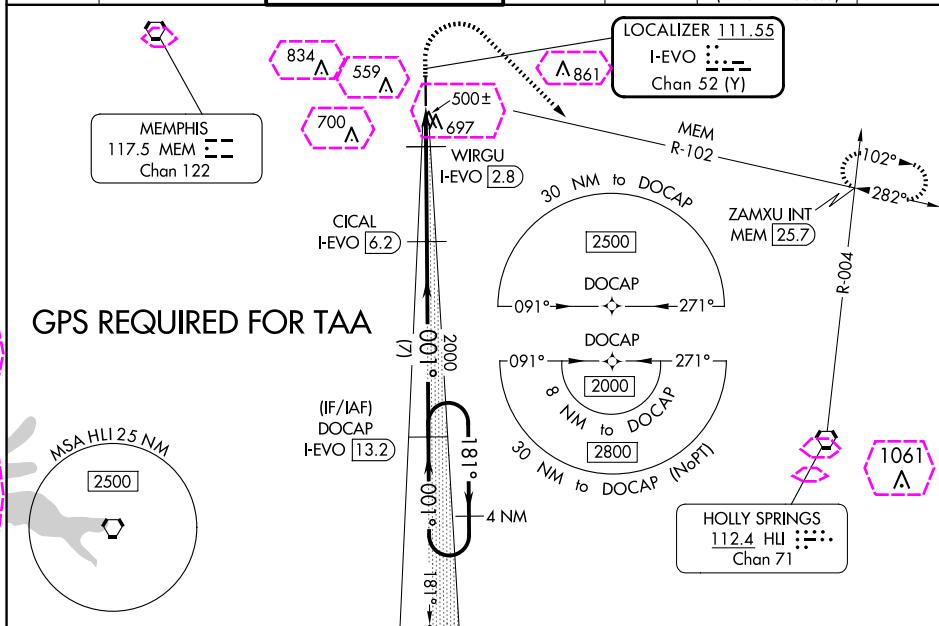 LOCALIZER 111.55
I-EVO
Chan 52 (Y)
834
559
700
861
500±
697
MEMPHIS
117.5 MEM
Chan 122
WIRGU
I-EVO 2.8
MEM
R-102
102°
282°
ZAMXU INT
MEM 25.7
R-004
CICAL
I-EVO 6.2
30 NM to DOCAP
2500
DOCAP
091°
271°
DOCAP
091°
271°
2000
8 NM to DOCAP
2800
30 NM to DOCAP (NoPT)
GPS REQUIRED FOR TAA
2000
001°
(7)
(IF/IAF)
DOCAP
I-EVO 13.2
181°
001°
4 NM
181°
MSA HLI 25 NM
2500
1061
HOLLY SPRINGS
112.4 HLI
Chan 71